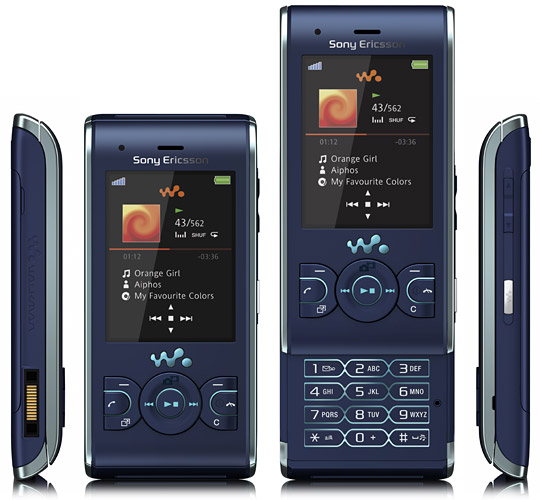 Sony Ericsson
43/562
SHUF
01:12 -03:36
Orange Girl
Aiphos
My Favourite Colors
C
WALKMAN
Sony Ericsson
43/562
SHUF
01:12 -03:36
Orange Girl
Aiphos
My Favourite Colors
C
1 2 ABC 3 DEF
4 GHI 5 JKL 6 MNO
7 PQRS 8 TUV 9 WXYZ
* a/A 0 + #